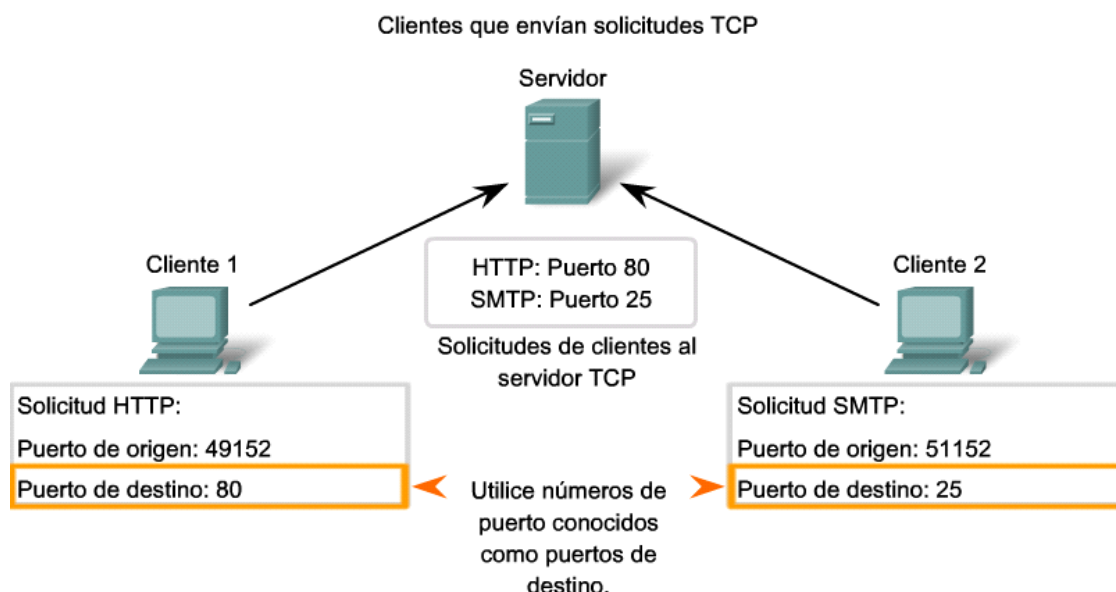 Clientes que envían solicitudes TCP
Servidor
Cliente 1
HTTP: Puerto 80
SMTP: Puerto 25
Cliente 2
Solicitudes de clientes al
servidor TCP
Solicitud HTTP:
Puerto de origen: 49152
Puerto de destino: 80
Utilice números de
puerto conocidos
como puertos de
destino.
Solicitud SMTP:
Puerto de origen: 51152
Puerto de destino: 25